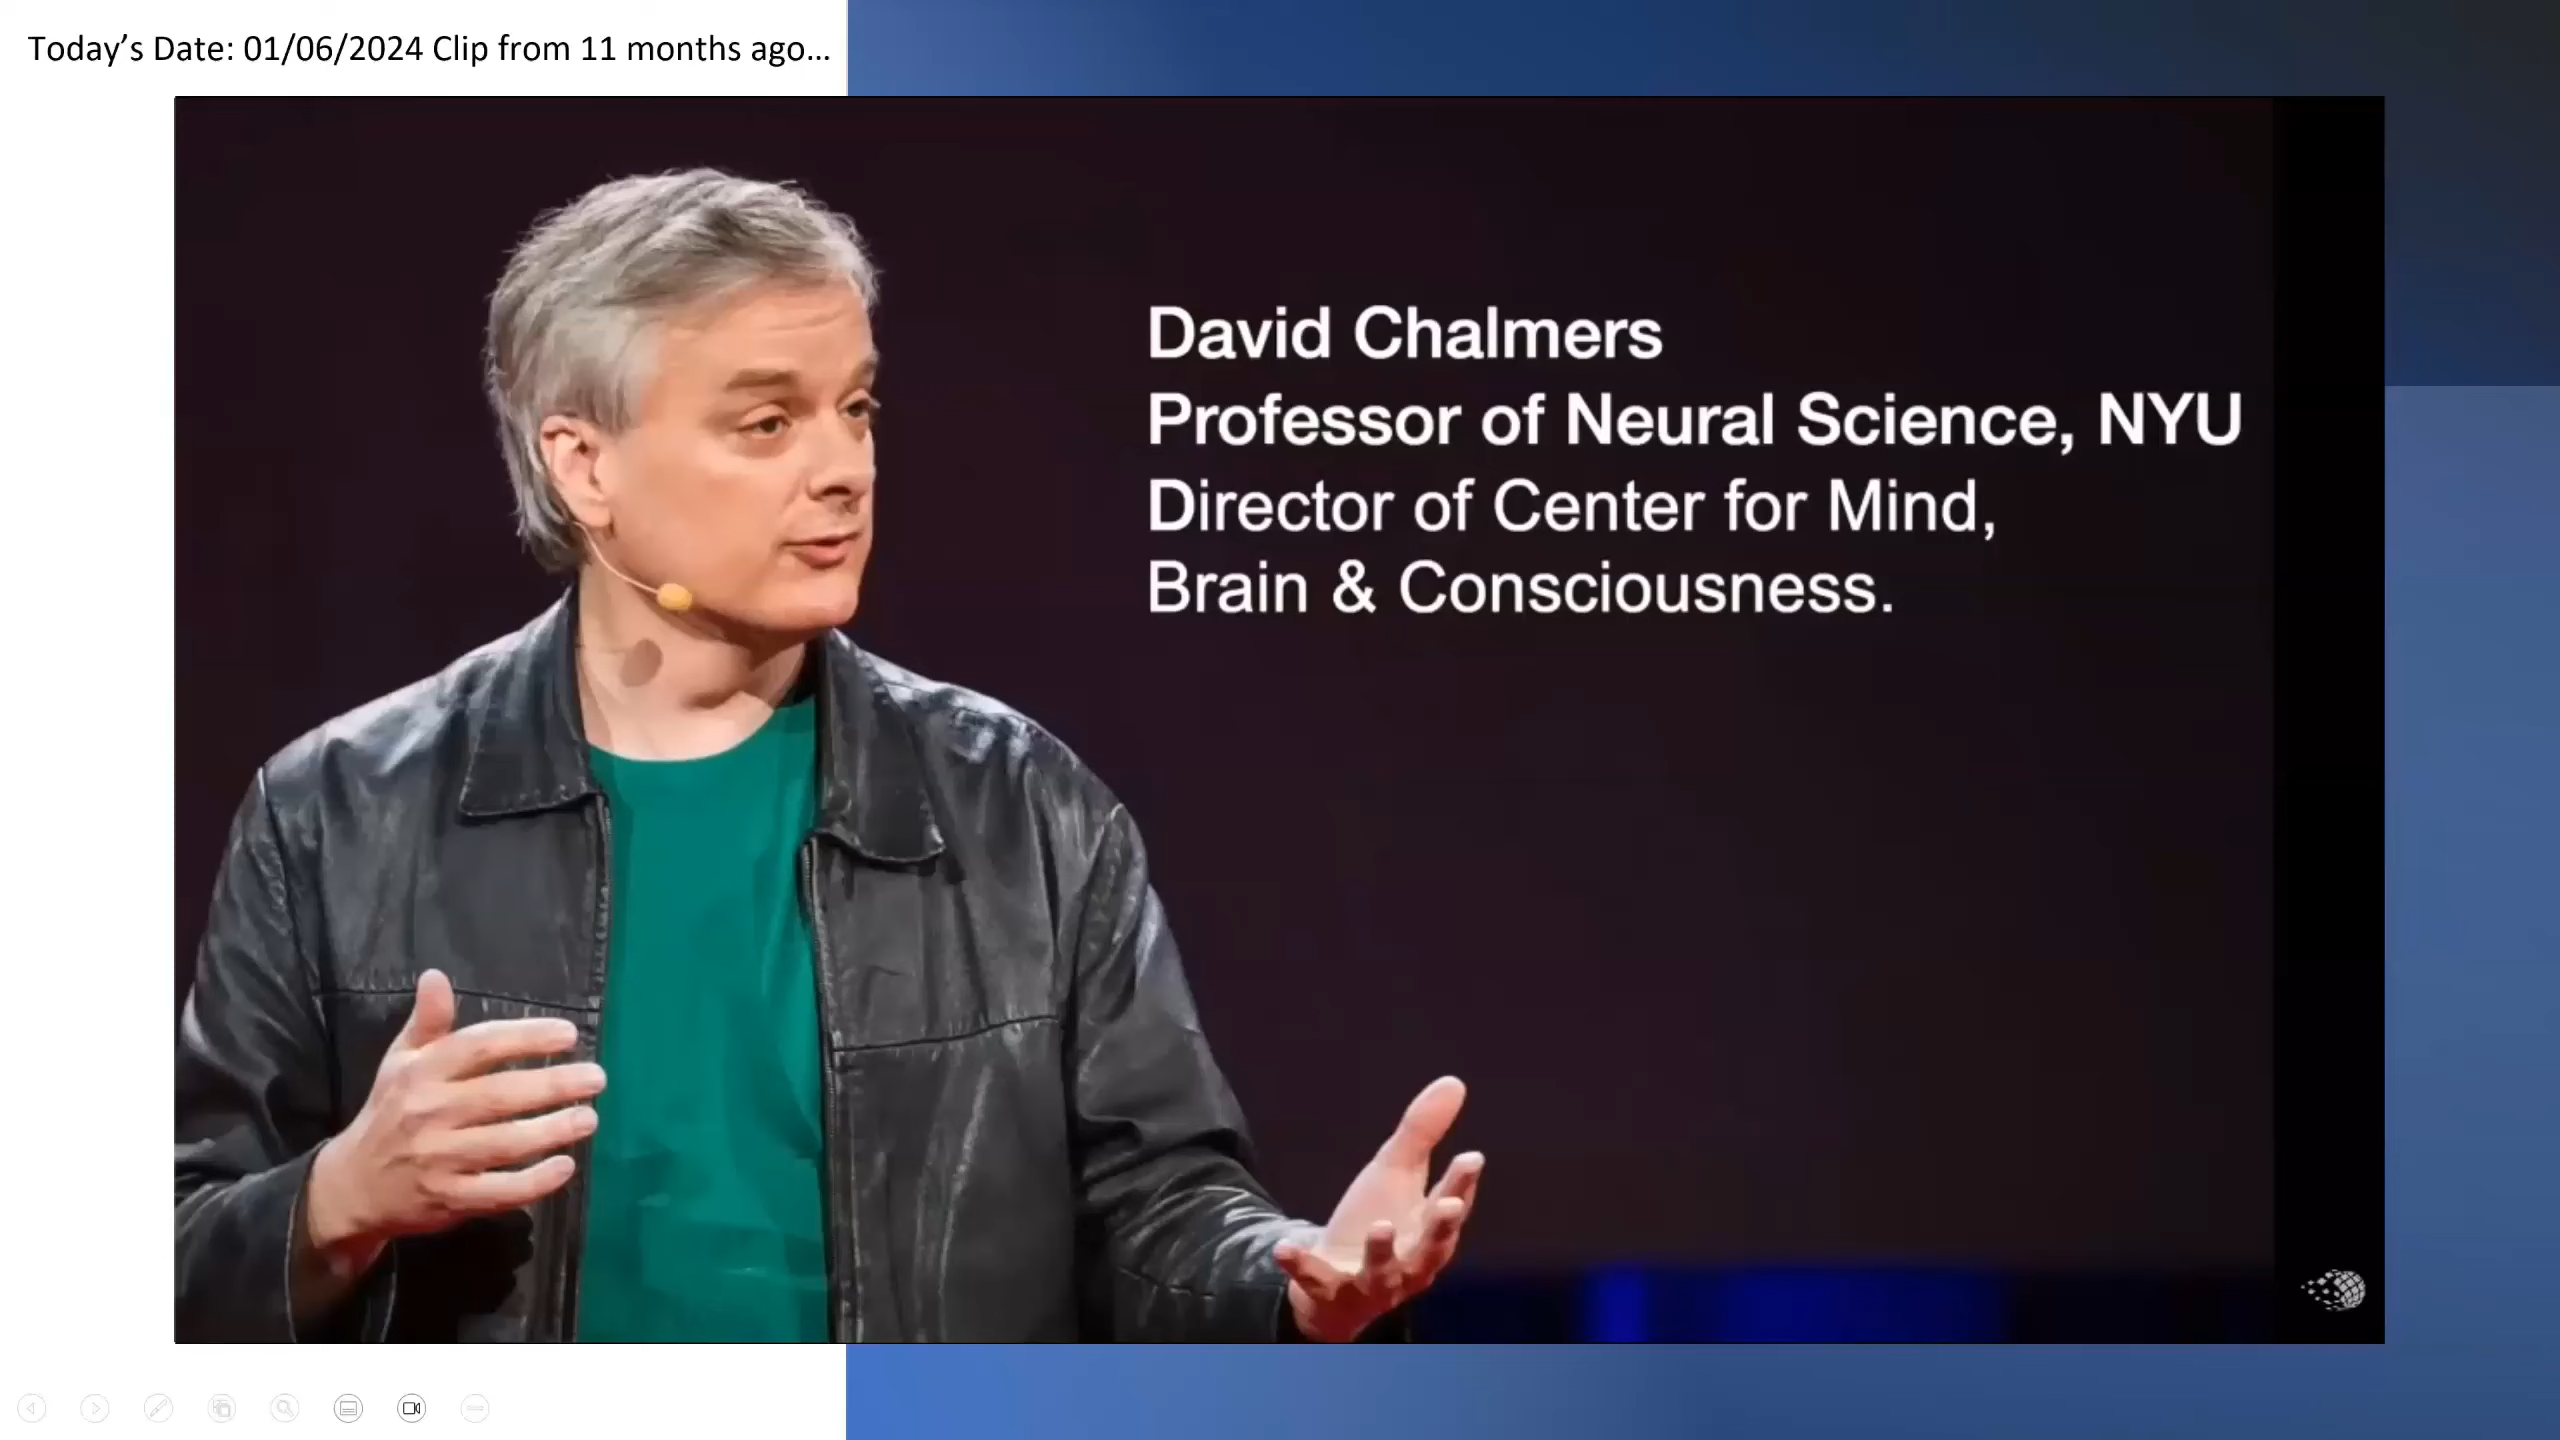 Today’s Date: 01/06/2024 Clip from 11 months ago…
David Chalmers
Professor of Neural Science, NYU
Director of Center for Mind,
Brain & Consciousness.